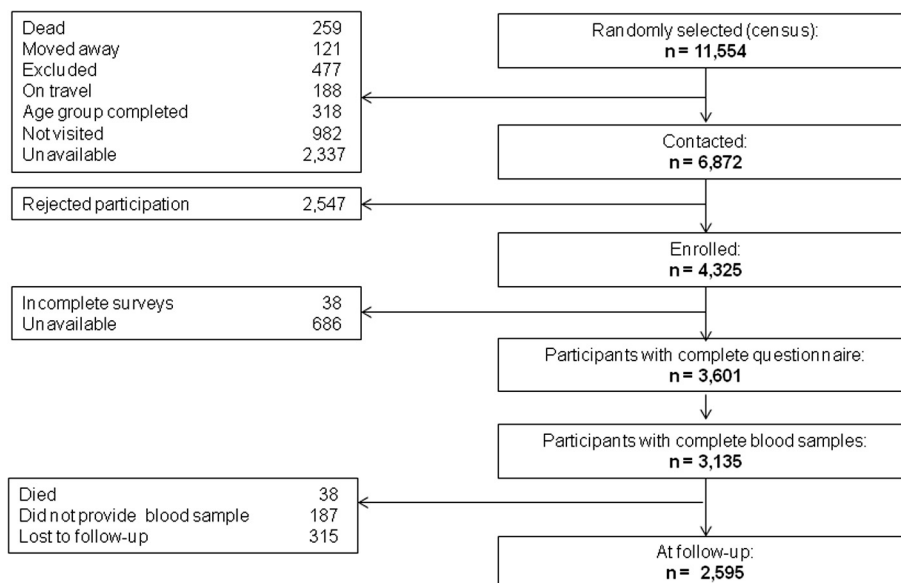 Dead 259
Moved away 121
Excluded 477
On travel 188
Age group completed 318
Not visited 982
Unavailable 2,337
Randomly selected (census):
n = 11,554
Contacted:
n = 6,872
Rejected participation 2,547
Enrolled:
n = 4,325
Incomplete surveys 38
Unavailable 686
Participants with complete questionnaire:
n = 3,601
Participants with complete blood samples:
n = 3,135
Died 38
Did not provide blood sample 187
Lost to follow-up 315
At follow-up:
n = 2,595